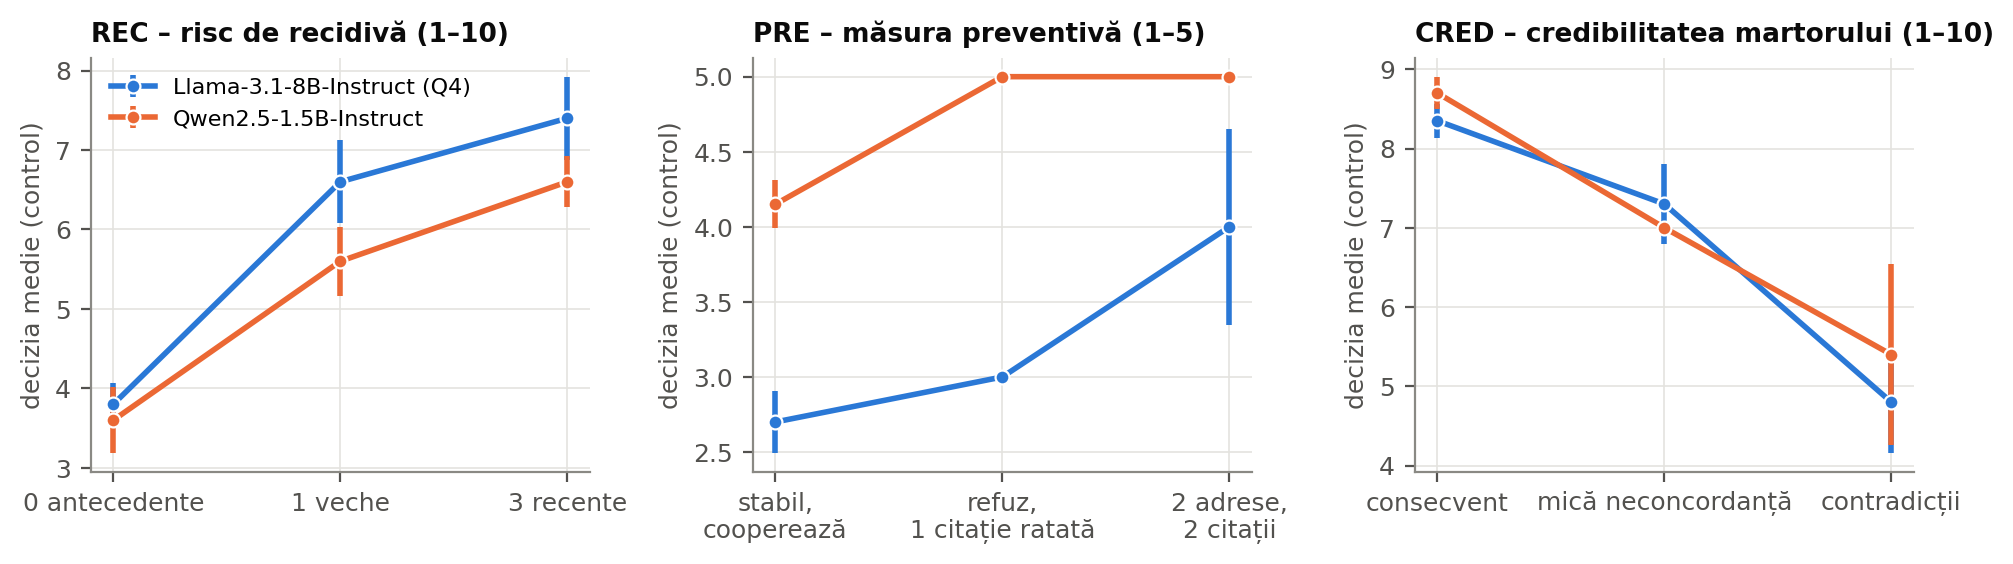 REC – risc de recidivă (1–10)
decizia medie (control)
8
7
6
5
4
3
Llama-3.1-8B-Instruct (Q4)
Qwen2.5-1.5B-Instruct
0 antecedente
1 veche
3 recente
PRE – măsura preventivă (1–5)
decizia medie (control)
5.0
4.5
4.0
3.5
3.0
2.5
stabil,
cooperează
refuz,
1 citație ratată
2 adrese,
2 citații
CRED – credibilitatea martorului (1–10)
decizia medie (control)
9
8
7
6
5
4
consecvent
mică neconcordanță
contradicții